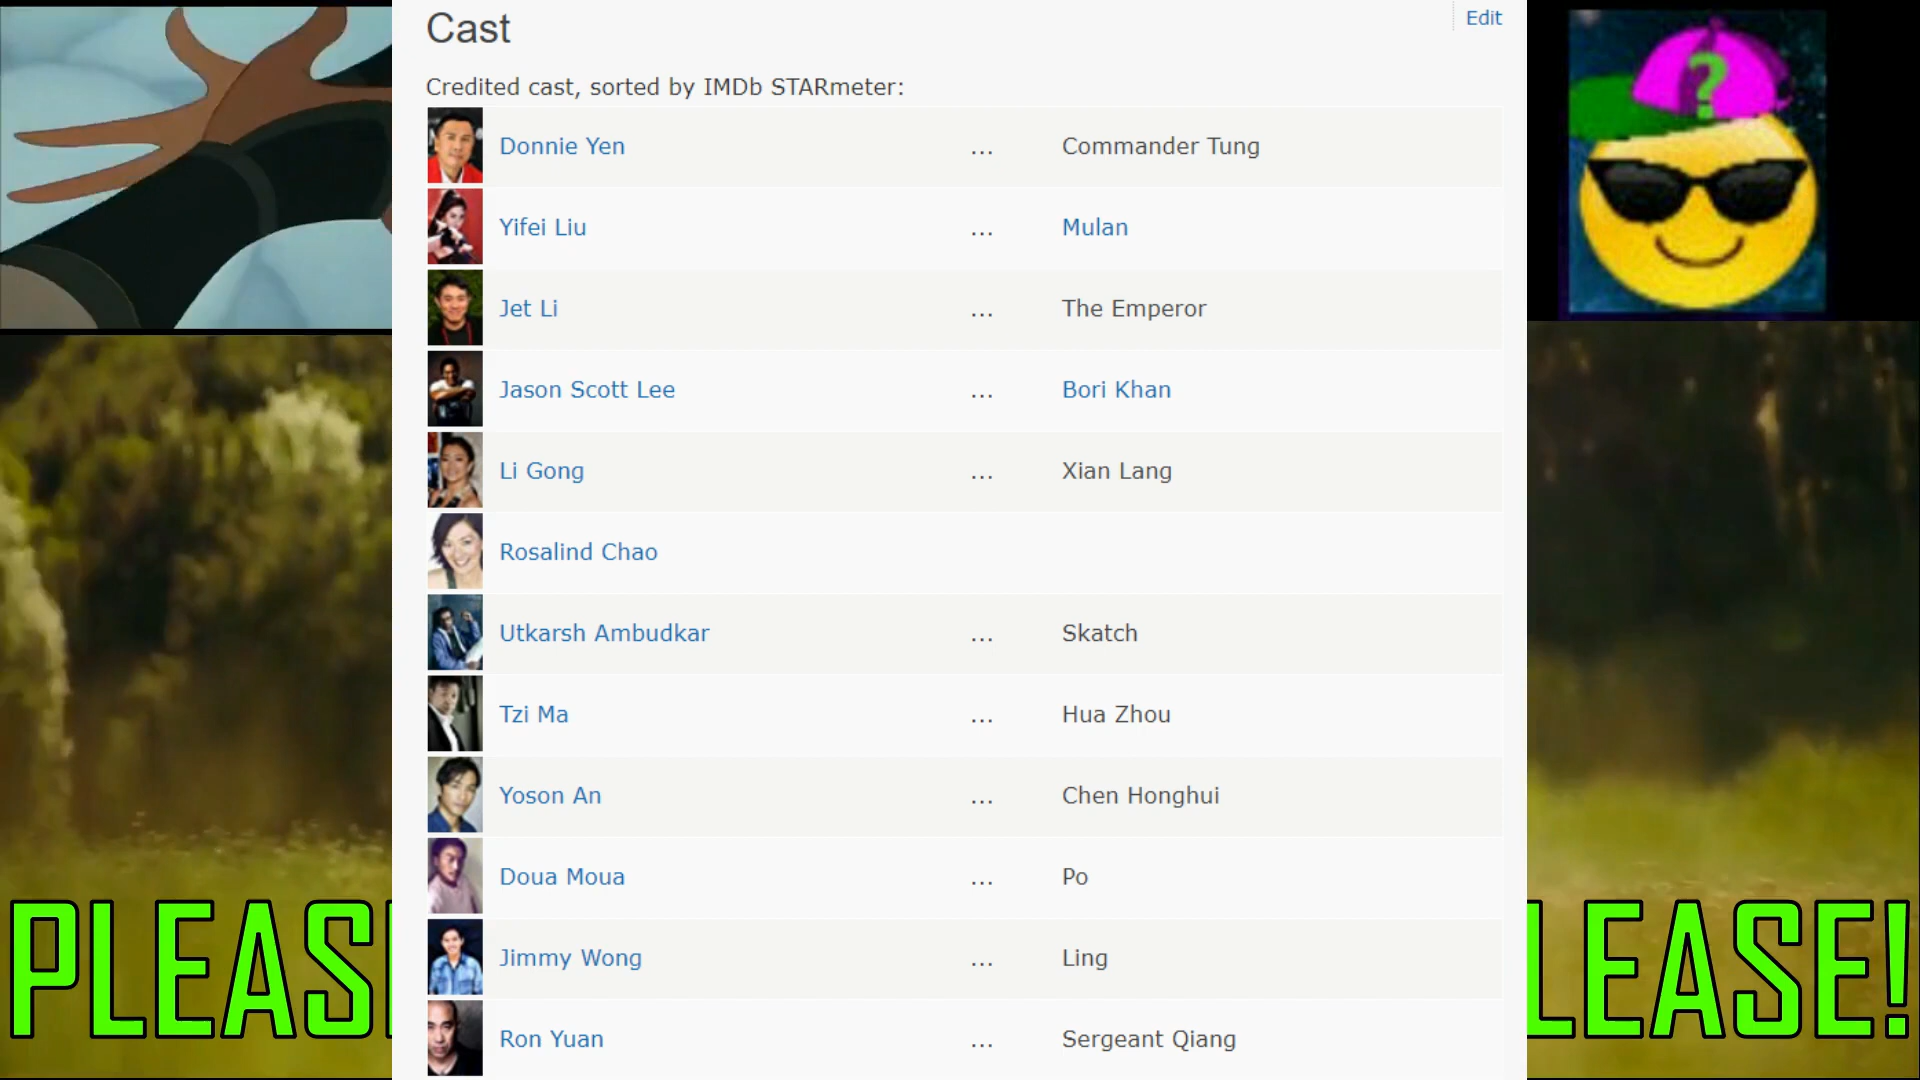 Cast
Edit
Credited cast, sorted by IMDb STARmeter:
Donnie Yen ... Commander Tung
Yifei Liu ... Mulan
Jet Li ... The Emperor
Jason Scott Lee ... Bori Khan
Li Gong ... Xian Lang
Rosalind Chao
Utkarsh Ambudkar ... Skatch
Tzi Ma ... Hua Zhou
Yoson An ... Chen Honghui
Doua Moua ... Po
Jimmy Wong ... Ling
Ron Yuan ... Sergeant Qiang
?
PLEAS
LEASE!